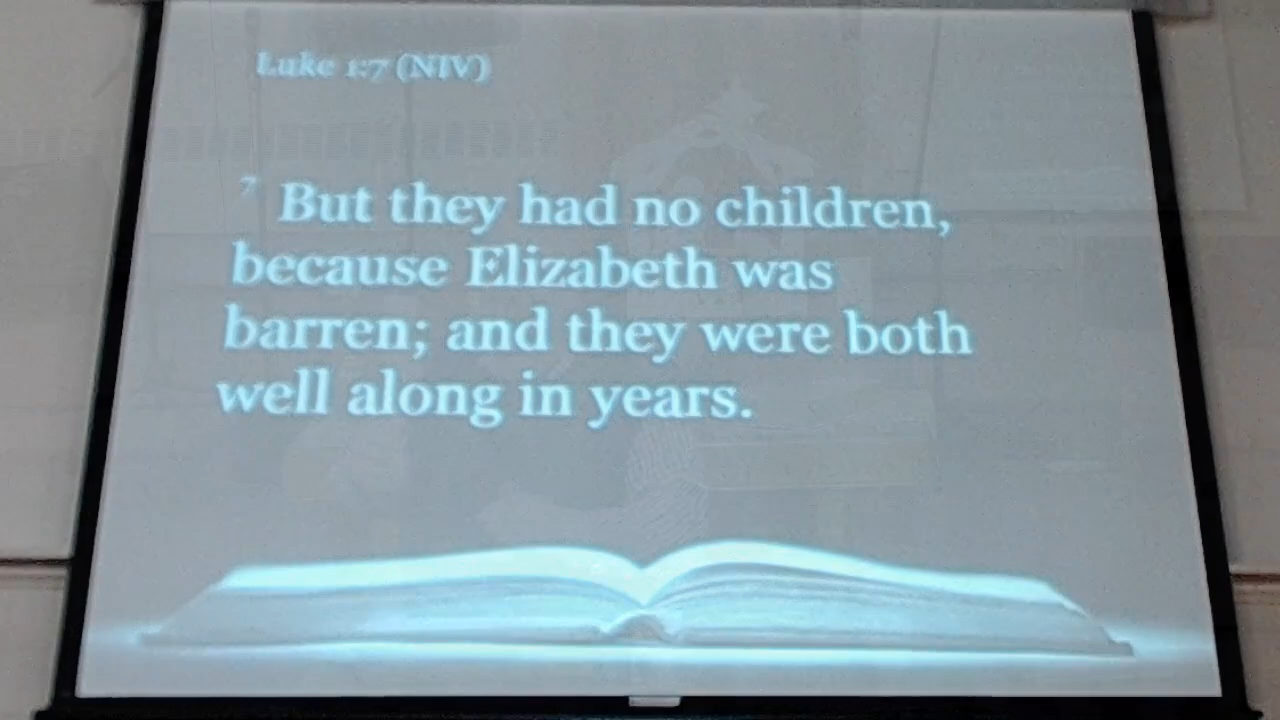 Luke 1:7 (NIV)
7 But they had no children,
because Elizabeth was
barren; and they were both
well along in years.